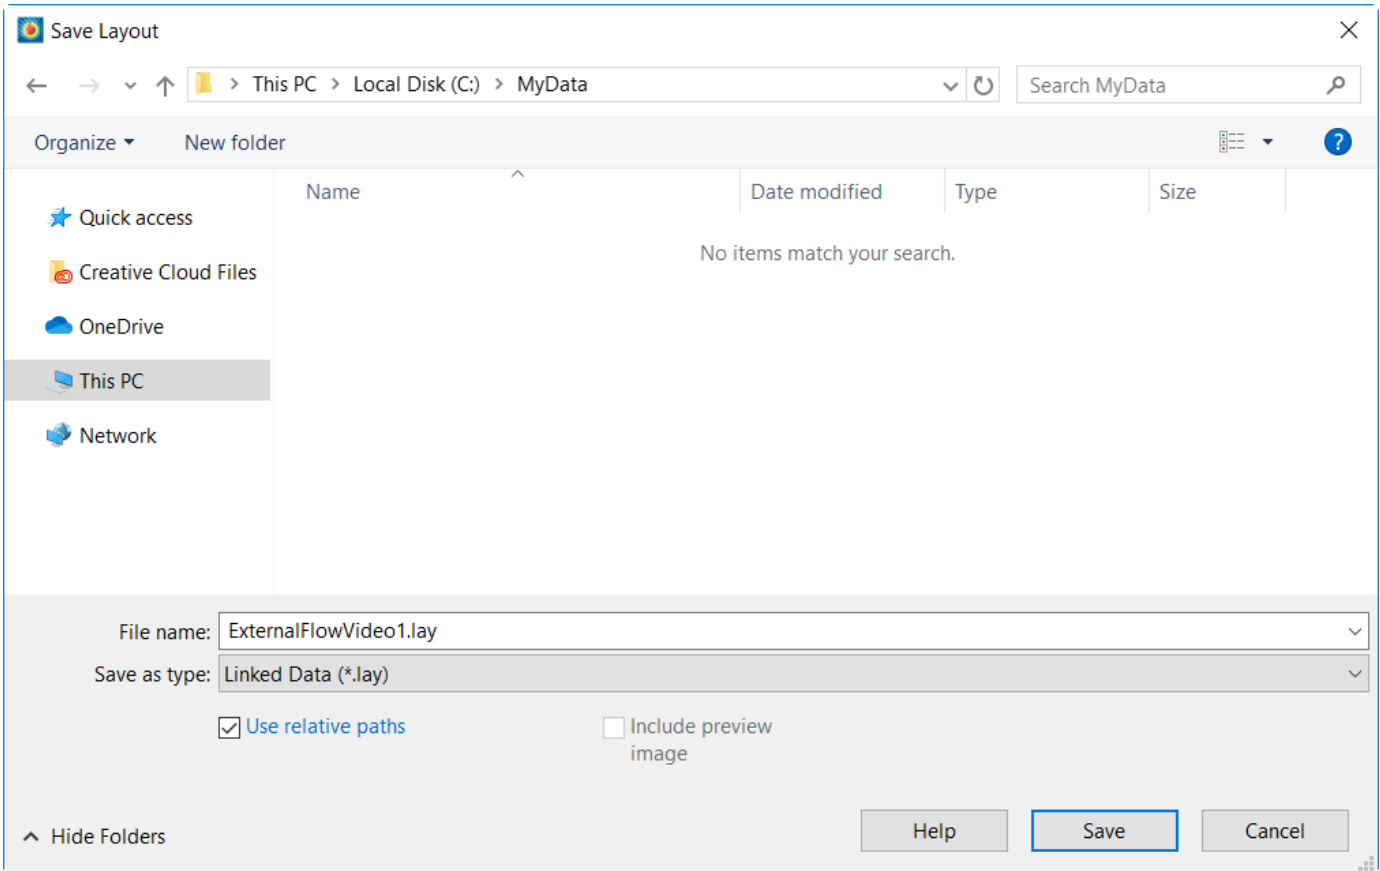 Save Layout
This PC > Local Disk (C:) > MyData
Search MyData
Organize
New folder
?
Name
Date modified
Type
Size
Quick access
Creative Cloud Files
OneDrive
This PC
Network
No items match your search.
File name: ExternalFlowVideo1.lay
Save as type: Linked Data (*.lay)
Use relative paths
Include preview
image
Hide Folders
Help
Save
Cancel